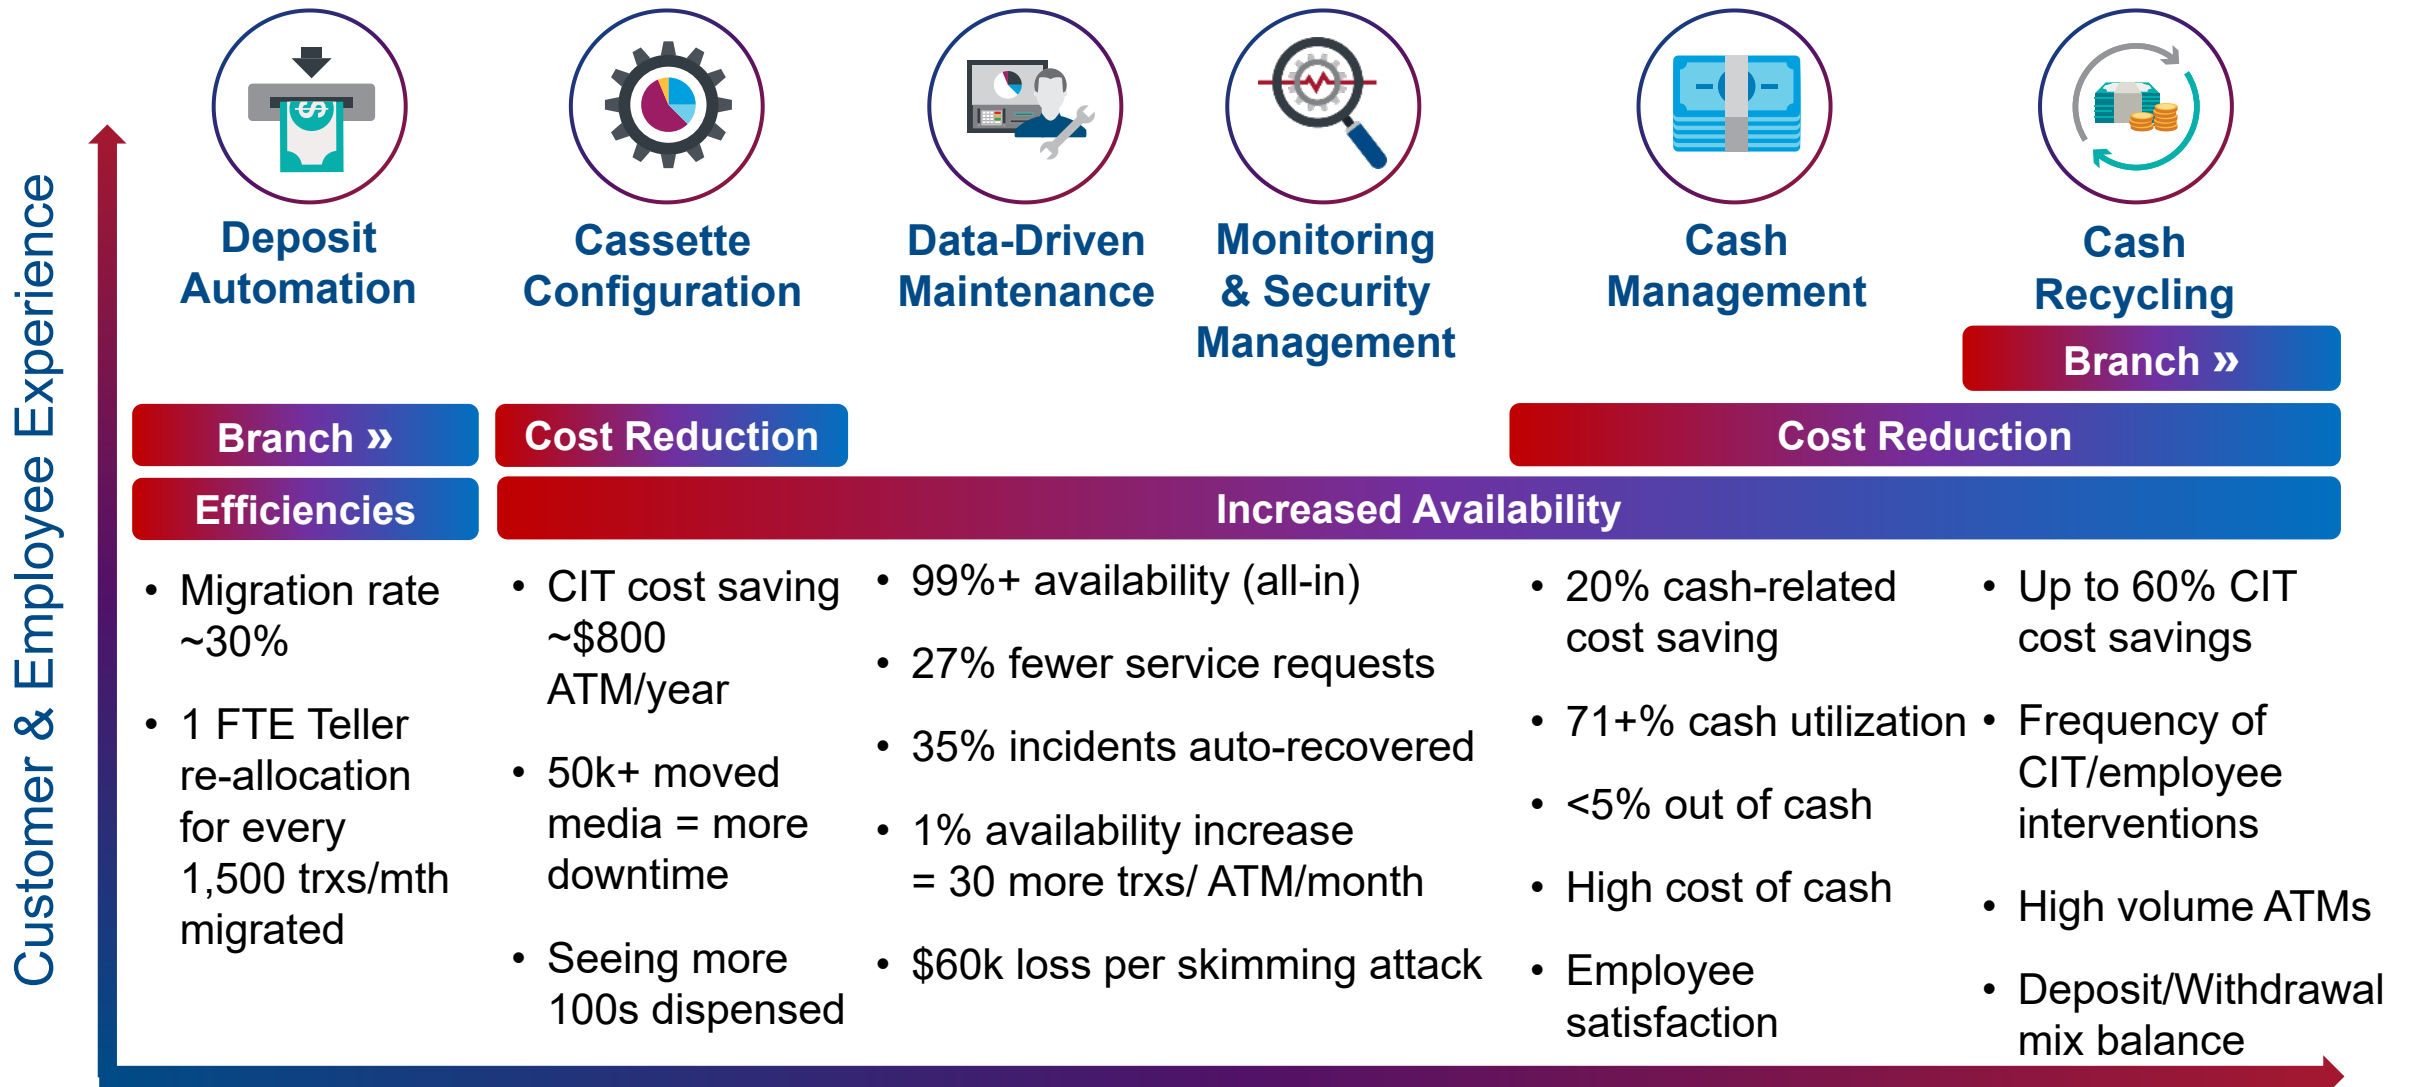 Customer & Employee Experience
Deposit
Automation
Cassette
Configuration
Data-Driven
Maintenance
Monitoring
& Security
Management
Cash
Management
Cash
Recycling
Branch »
Branch »
Cost Reduction
Cost Reduction
Efficiencies
Increased Availability
• Migration rate
~30%
• 1 FTE Teller
re-allocation
for every
1,500 trxs/mth
migrated
• CIT cost saving
~$800
ATM/year
• 50k+ moved
media = more
downtime
• Seeing more
100s dispensed
• 99%+ availability (all-in)
• 27% fewer service requests
• 35% incidents auto-recovered
• 1% availability increase
= 30 more trxs/ ATM/month
• $60k loss per skimming attack
• 20% cash-related
cost saving
• 71+% cash utilization
• <5% out of cash
• High cost of cash
• Employee
satisfaction
• Up to 60% CIT
cost savings
• Frequency of
CIT/employee
interventions
• High volume ATMs
• Deposit/Withdrawal
mix balance